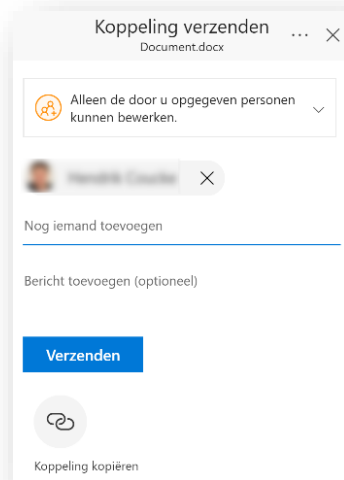 Koppeling verzenden
Document.docx
Alleen de door u opgegeven personen
kunnen bewerken.
Nog iemand toevoegen
Bericht toevoegen (optioneel)
Verzenden
Koppeling kopiëren